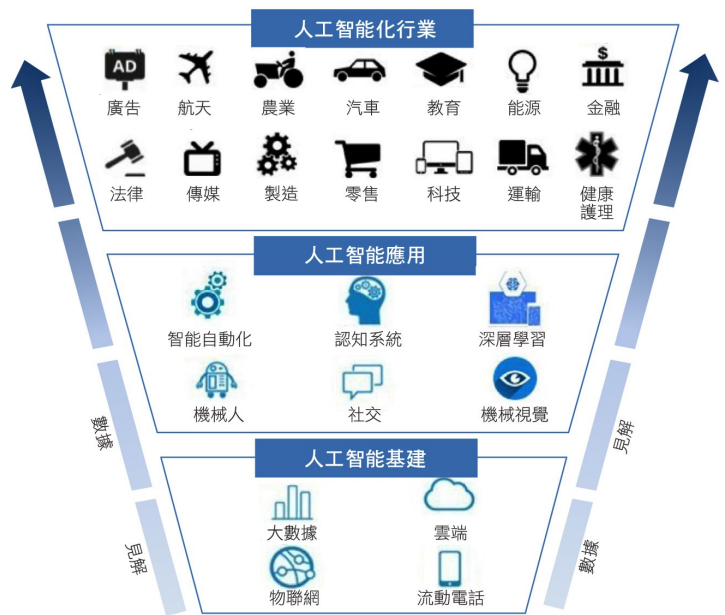 人工智能化行業
AD
$
廣告 航天 農業 汽車 教育 能源 金融
法律 傳媒 製造 零售 科技 運輸 健康
護理
人工智能應用
智能自動化 認知系統 深層學習
機械人 社交 機械視覺
數據
見解
人工智能基建
大數據 雲端
物聯網 流動電話
見解
數據